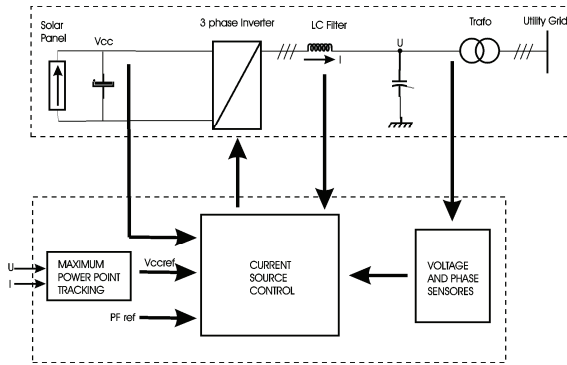 Solar
Panel
Vcc
3 phase Inverter
LC Filter
I
U
Trafo
Utility Grid
U
I
MAXIMUM
POWER POINT
TRACKING
Vccref
PF ref
CURRENT
SOURCE
CONTROL
VOLTAGE
AND PHASE
SENSORES